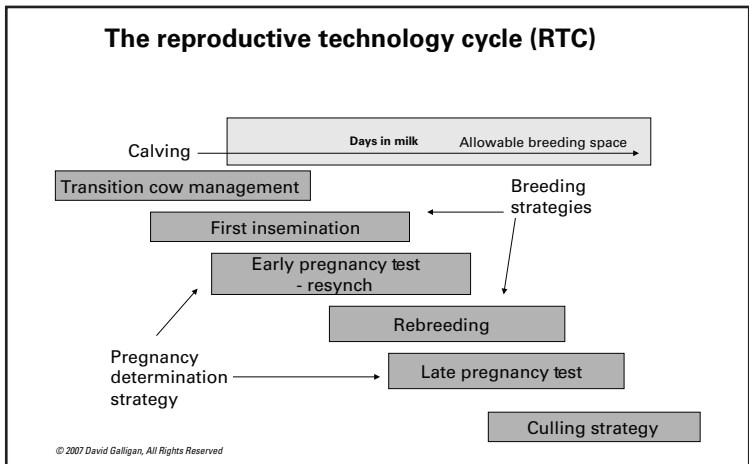 The reproductive technology cycle (RTC)
Days in milk
Allowable breeding space
Calving
Transition cow management
Breeding
strategies
First insemination
Early pregnancy test
- resynch
Rebreeding
Pregnancy
determination
strategy
Late pregnancy test
Culling strategy
© 2007 David Galligan, All Rights Reserved